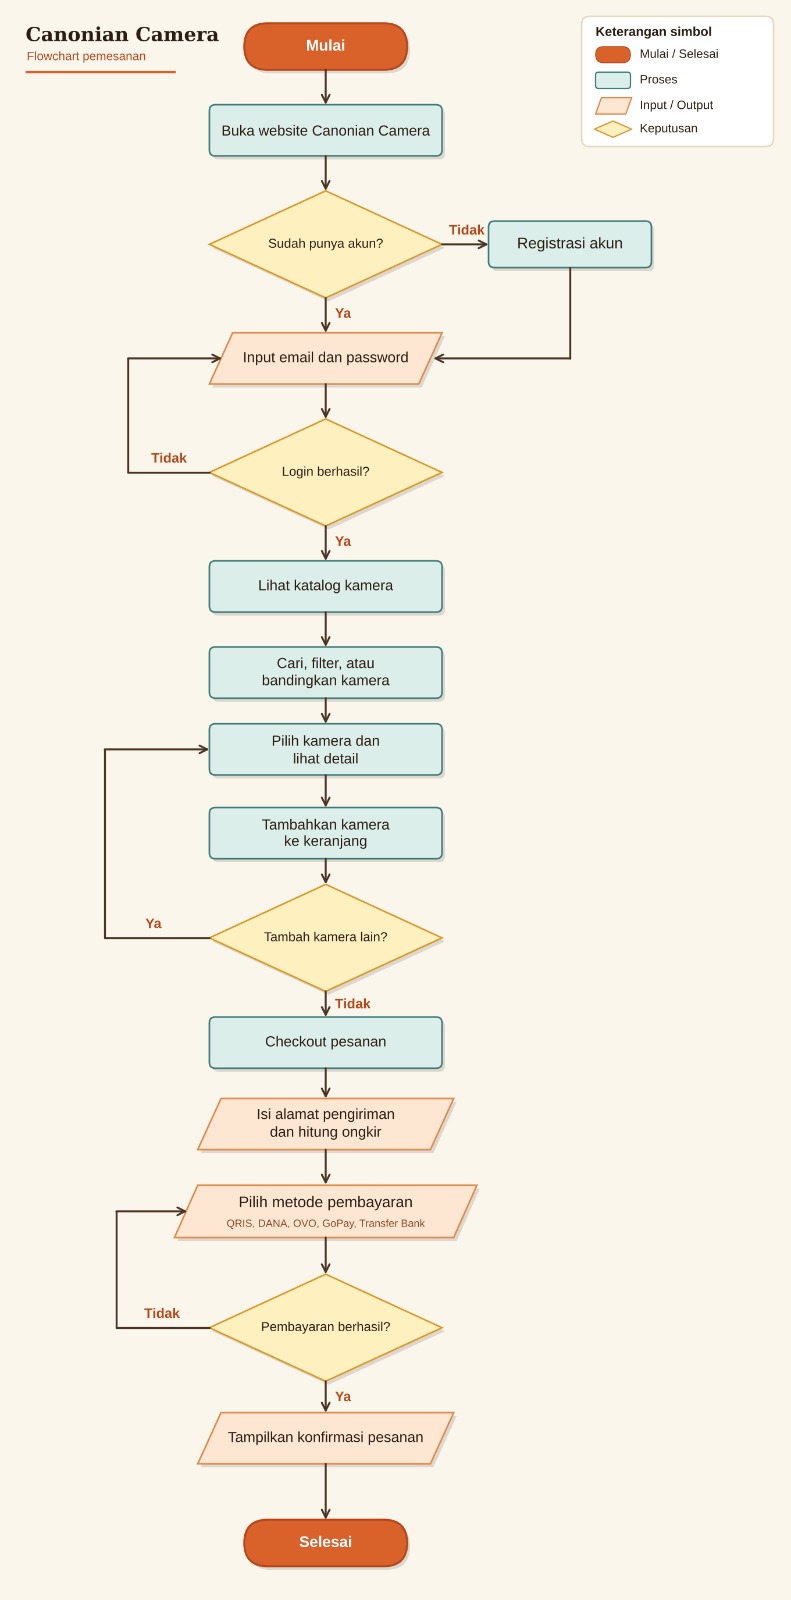 Canonian Camera
Flowchart pemesanan
Mulai
Keterangan simbol
Mulai / Selesai
Proses
Input / Output
Keputusan
Buka website Canonian Camera
Sudah punya akun?
Tidak
Registrasi akun
Ya
Input email dan password
Tidak
Login berhasil?
Ya
Lihat katalog kamera
Cari, filter, atau
bandingkan kamera
Pilih kamera dan
lihat detail
Tambahkan kamera
ke keranjang
Ya
Tambah kamera lain?
Tidak
Checkout pesanan
Isi alamat pengiriman
dan hitung ongkir
Pilih metode pembayaran
QRIS, DANA, OVO, GoPay, Transfer Bank
Tidak
Pembayaran berhasil?
Ya
Tampilkan konfirmasi pesanan
Selesai